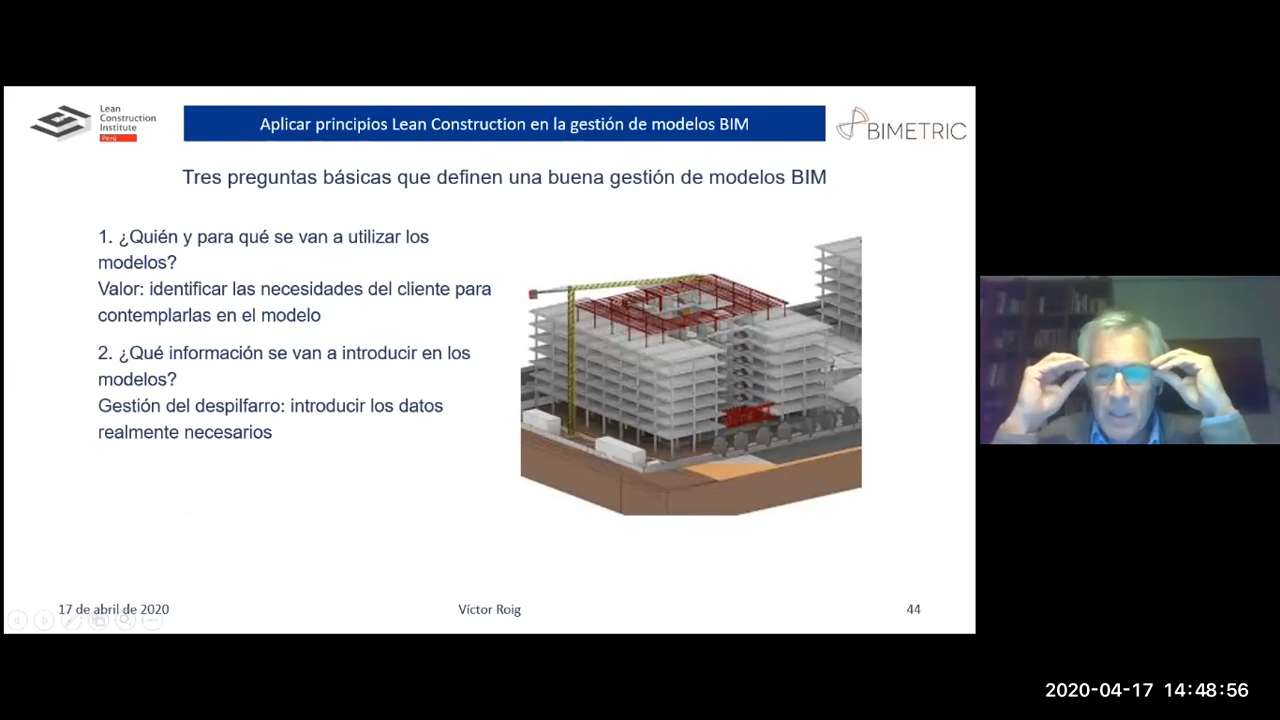 Lean
Construction
Institute
Perú
Aplicar principios Lean Construction en la gestión de modelos BIM
BIMETRIC
Tres preguntas básicas que definen una buena gestión de modelos BIM
1. ¿Quién y para qué se van a utilizar los
modelos?
Valor: identificar las necesidades del cliente para
contemplarlas en el modelo
2. ¿Qué información se van a introducir en los
modelos?
Gestión del despilfarro: introducir los datos
realmente necesarios
17 de abril de 2020
Víctor Roig
44
2020-04-17 14:48:56